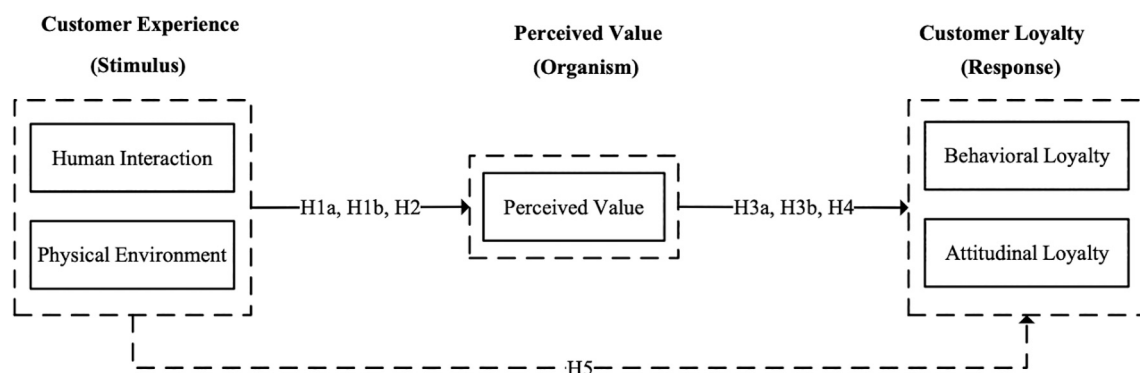 Customer Experience
(Stimulus)
Human Interaction
Physical Environment
H1a, H1b, H2
Perceived Value
(Organism)
Perceived Value
H3a, H3b, H4
Customer Loyalty
(Response)
Behavioral Loyalty
Attitudinal Loyalty
H5